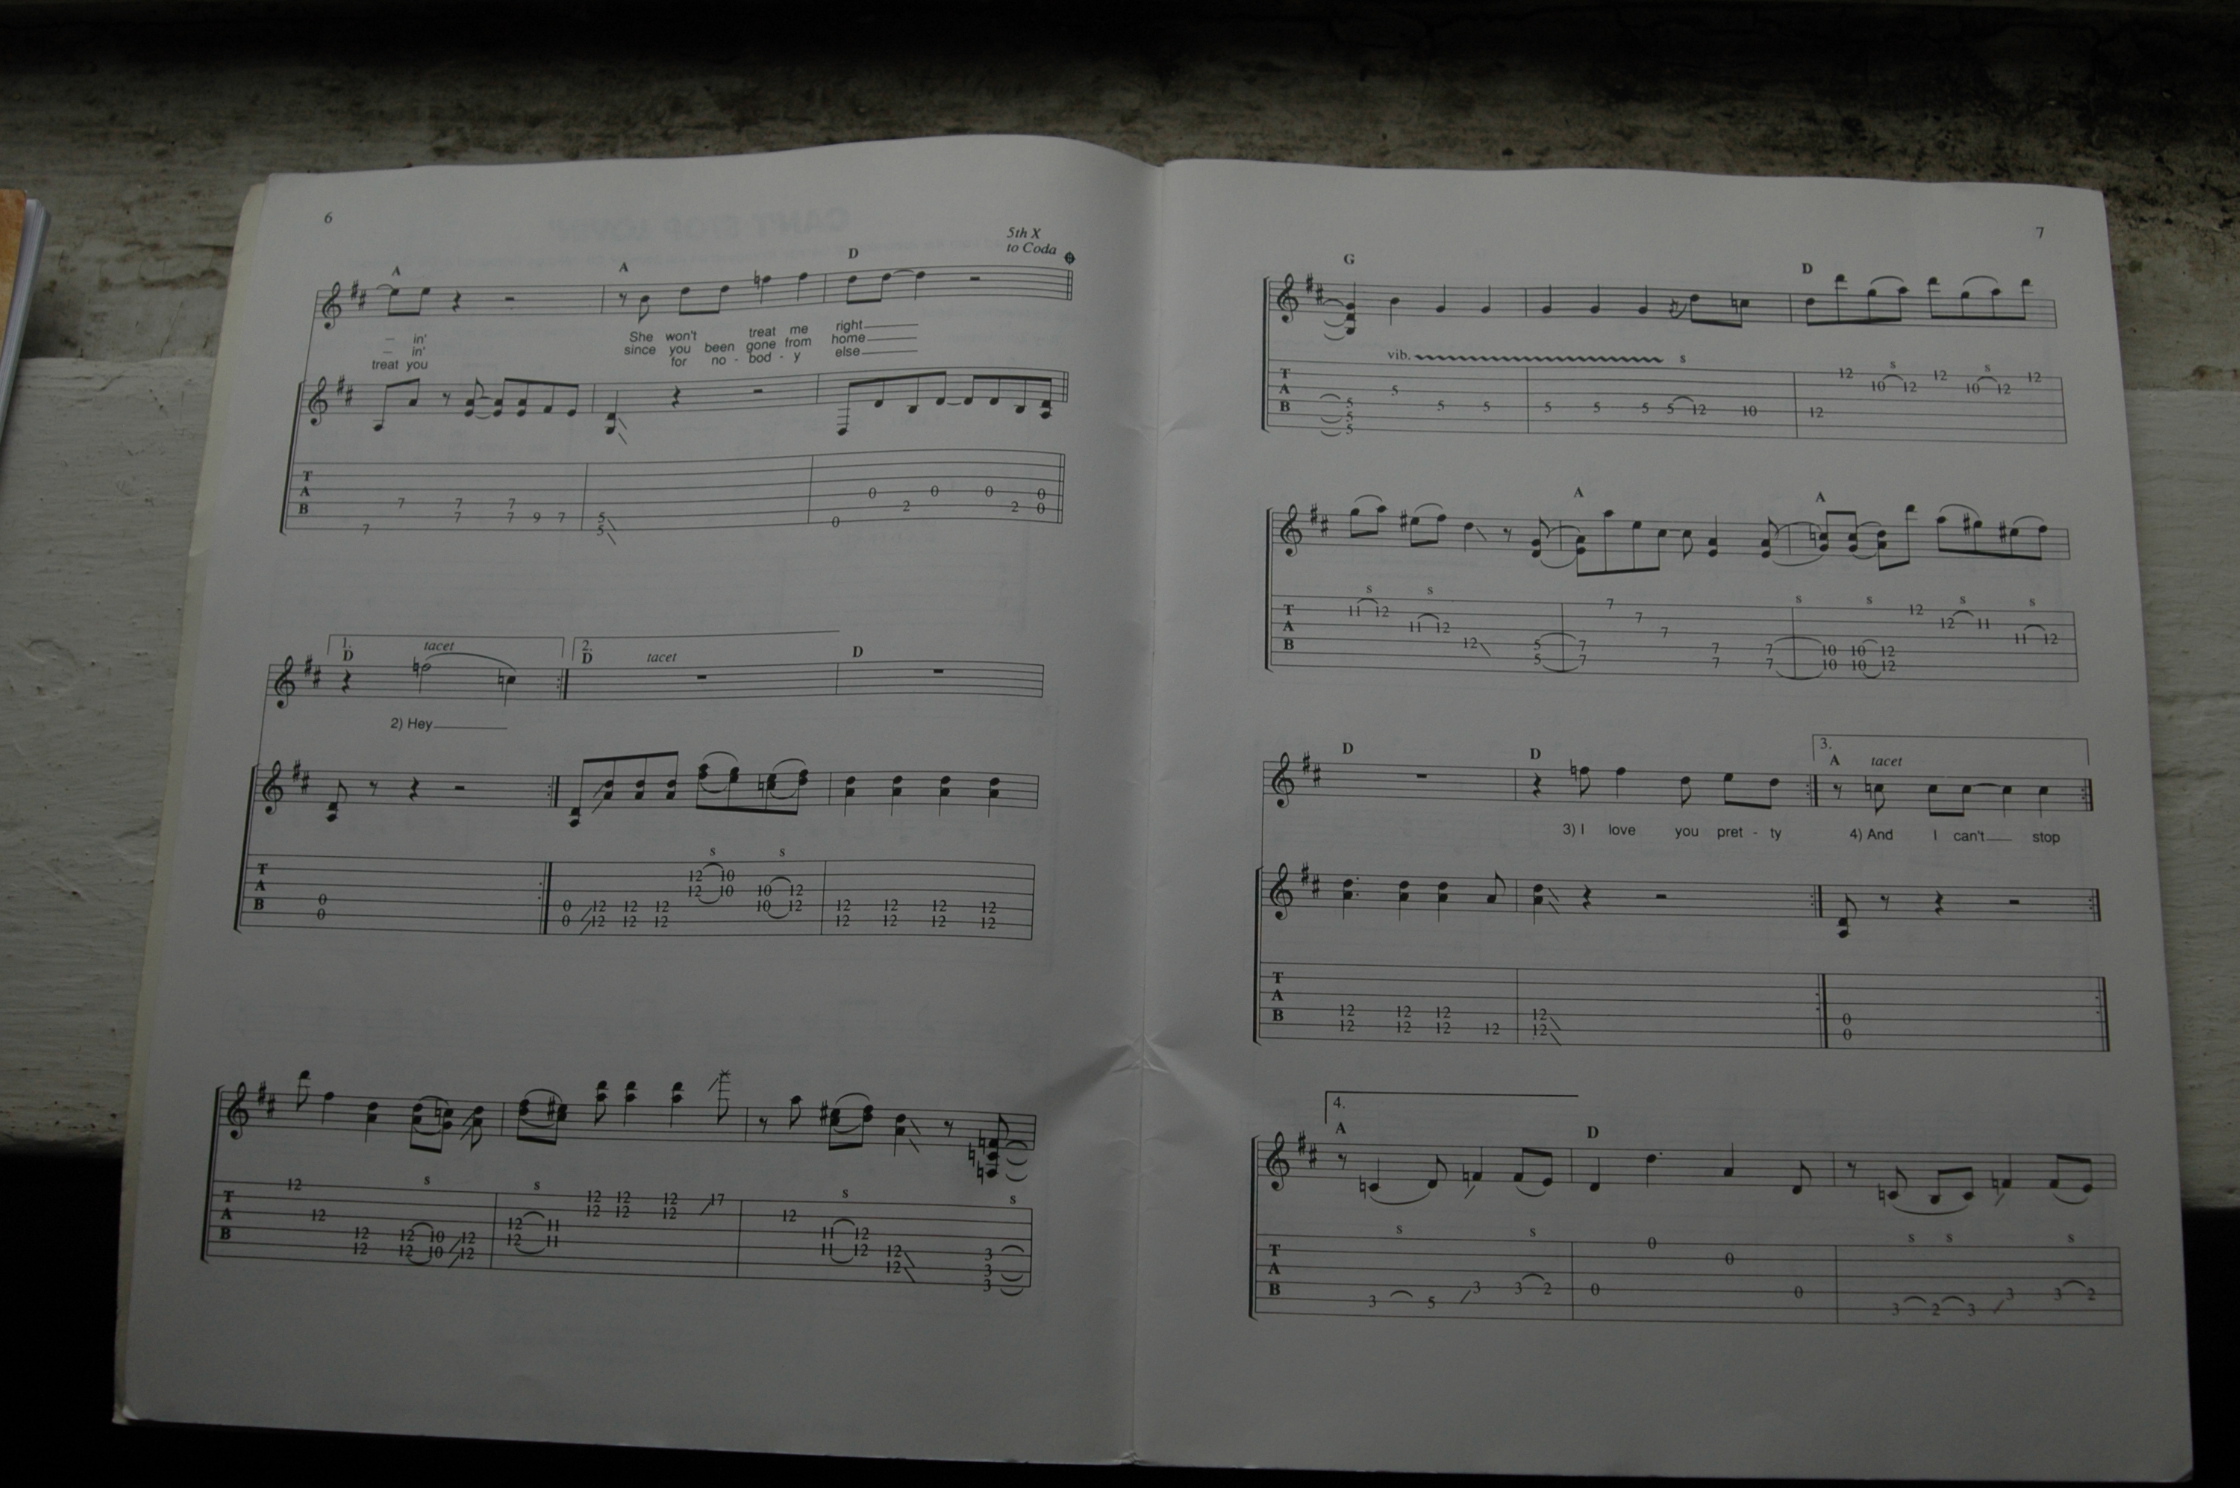 6
5th X
to Coda
A A D
– in' She won't treat me right
– in' since you been gone from home
treat you for no - bod - y else
T
A
B
7 7 7 7 7 7 9 7 5 5 0 0 2 0 0 2 0 0
1. tacet 2. tacet
D D D
2) Hey
s s
T
A
B
0 0 0 0 12 12 12 12 12 12 12 12 10 10 10 10 12 12 12 12 12 12 12 12 12 12
s s s s
T
A
B
12 12 12 12 12 12 10 10 12 12 12 12 11 11 12 12 12 12 12 12 17 12 11 11 12 12 12 12 3 3 3
7
G D
vib. s s s
T
A
B
5 5 5 5 5 5 5 5 5 5 12 10 12 12 10 12 12 10 12 12
A A
s s s s s s
T
A
B
11 12 11 12 12 5 5 7 7 7 7 7 7 7 7 7 10 10 10 10 12 12 12 12 11 11 12
D D 3. A tacet
3) I love you pret - ty 4) And I can't stop
T
A
B
12 12 12 12 12 12 12 12 12 0 0
4.
A D
s s s s s
T
A
B
3 5 3 3 2 0 0 0 0 3 2 3 3 3 2